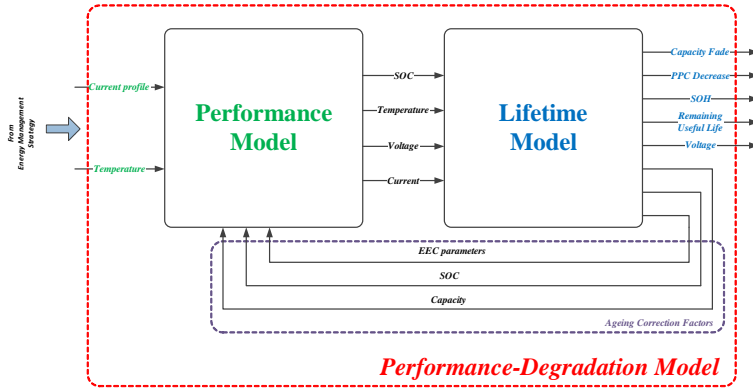 From
Energy Management
Strategy
Current profile
Temperature
Performance
Model
SOC
Temperature
Voltage
Current
Lifetime
Model
Capacity Fade
PPC Decrease
SOH
Remaining
Useful Life
Voltage
EEC parameters
SOC
Capacity
Ageing Correction Factors
Performance-Degradation Model